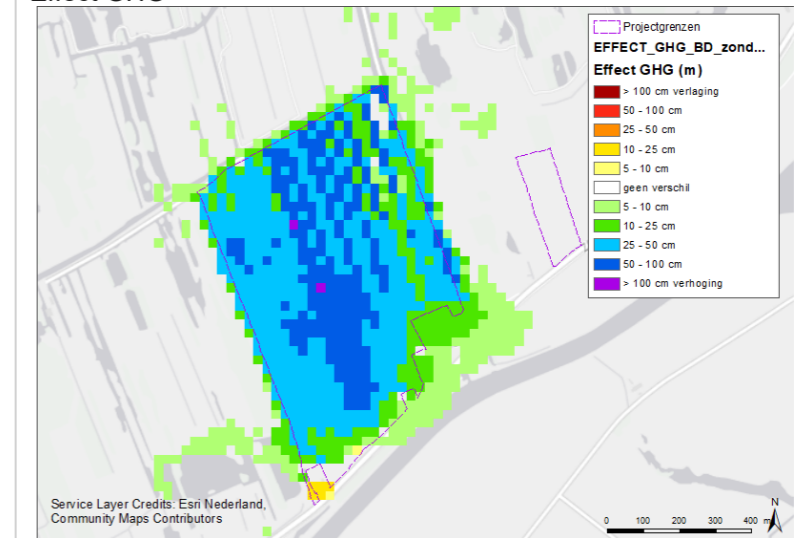 Effect GHG
Projectgrenzen
EFFECT_GHG_BD_zond...
Effect GHG (m)
> 100 cm verlaging
50 - 100 cm
25 - 50 cm
10 - 25 cm
5 - 10 cm
geen verschil
5 - 10 cm
10 - 25 cm
25 - 50 cm
50 - 100 cm
> 100 cm verhoging
Service Layer Credits: Esri Nederland,
Community Maps Contributors
0 100 200 300 400 m
N